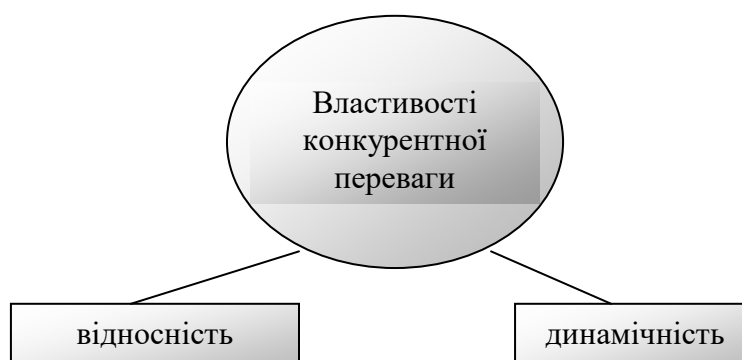 Властивості
конкурентної
переваги
відносність
динамічність